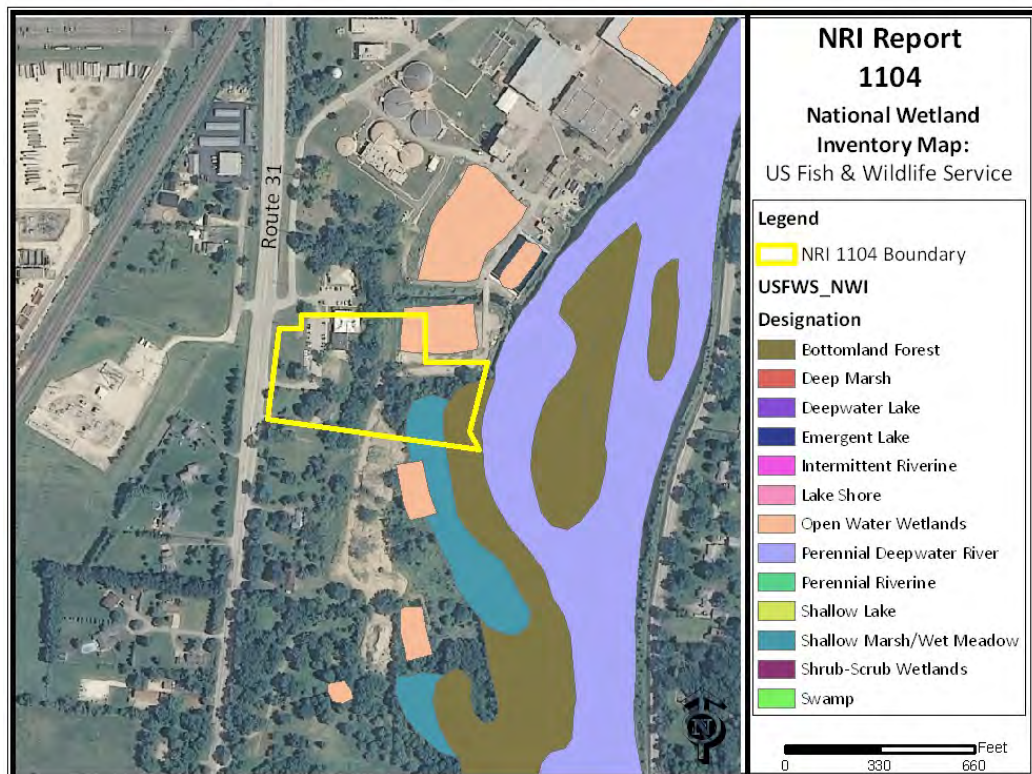 Route 31
N
NRI Report
1104
National Wetland
Inventory Map:
US Fish & Wildlife Service
Legend
NRI 1104 Boundary
USFWS_NWI
Designation
Bottomland Forest
Deep Marsh
Deepwater Lake
Emergent Lake
Intermittent Riverine
Lake Shore
Open Water Wetlands
Perennial Deepwater River
Perennial Riverine
Shallow Lake
Shallow Marsh/Wet Meadow
Shrub-Scrub Wetlands
Swamp
Feet
0 330 660